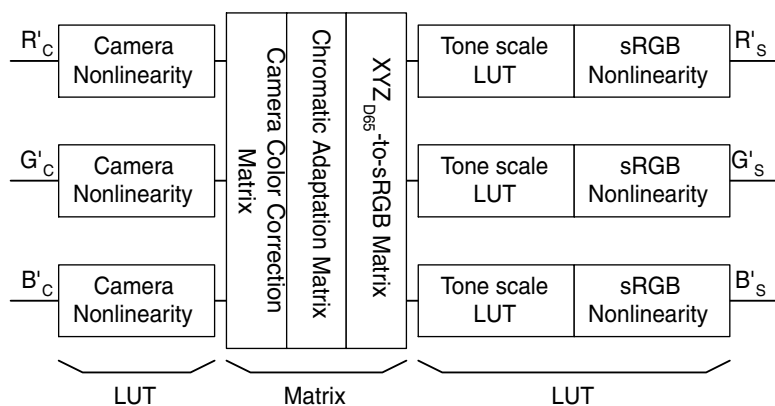 R'C
Camera
Nonlinearity
Tone scale
LUT
sRGB
Nonlinearity
R'S
G'C
Camera
Nonlinearity
Tone scale
LUT
sRGB
Nonlinearity
G'S
B'C
Camera
Nonlinearity
Tone scale
LUT
sRGB
Nonlinearity
B'S
Camera Color Correction
Matrix
Chromatic Adaptation Matrix
XYZD65-to-sRGB Matrix
LUT
Matrix
LUT